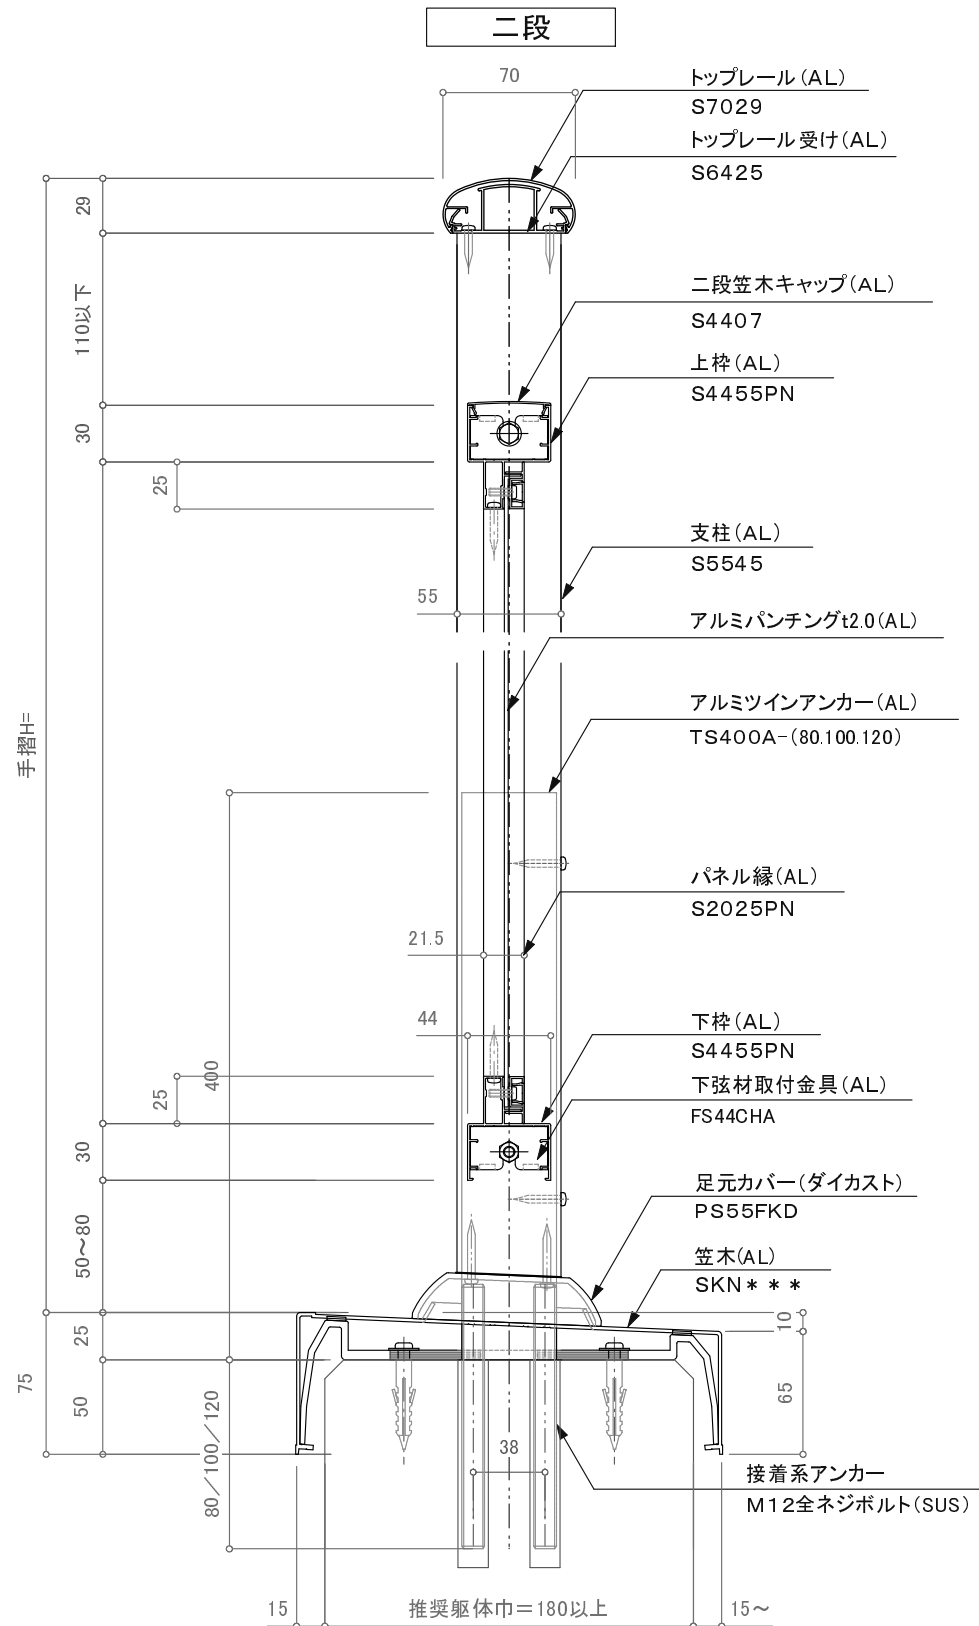 二段
70
トップレール(AL)
S7029
トップレール受け(AL)
S6425
29
110以下
二段笠木キャップ(AL)
S4407
上枠(AL)
S4455PN
30
25
支柱(AL)
S5545
55
アルミパンチングt2.0(AL)
アルミツインアンカー(AL)
TS400A-(80.100.120)
手摺H=
パネル縁(AL)
S2025PN
21.5
44
下枠(AL)
S4455PN
400
25
下弦材取付金具(AL)
FS44CHA
30
足元カバー(ダイカスト)
PS55FKD
50~80
笠木(AL)
SKN***
10
25
75
50
65
80/100/120
38
接着系アンカー
M12全ネジボルト(SUS)
15
推奨躯体巾=180以上
15~